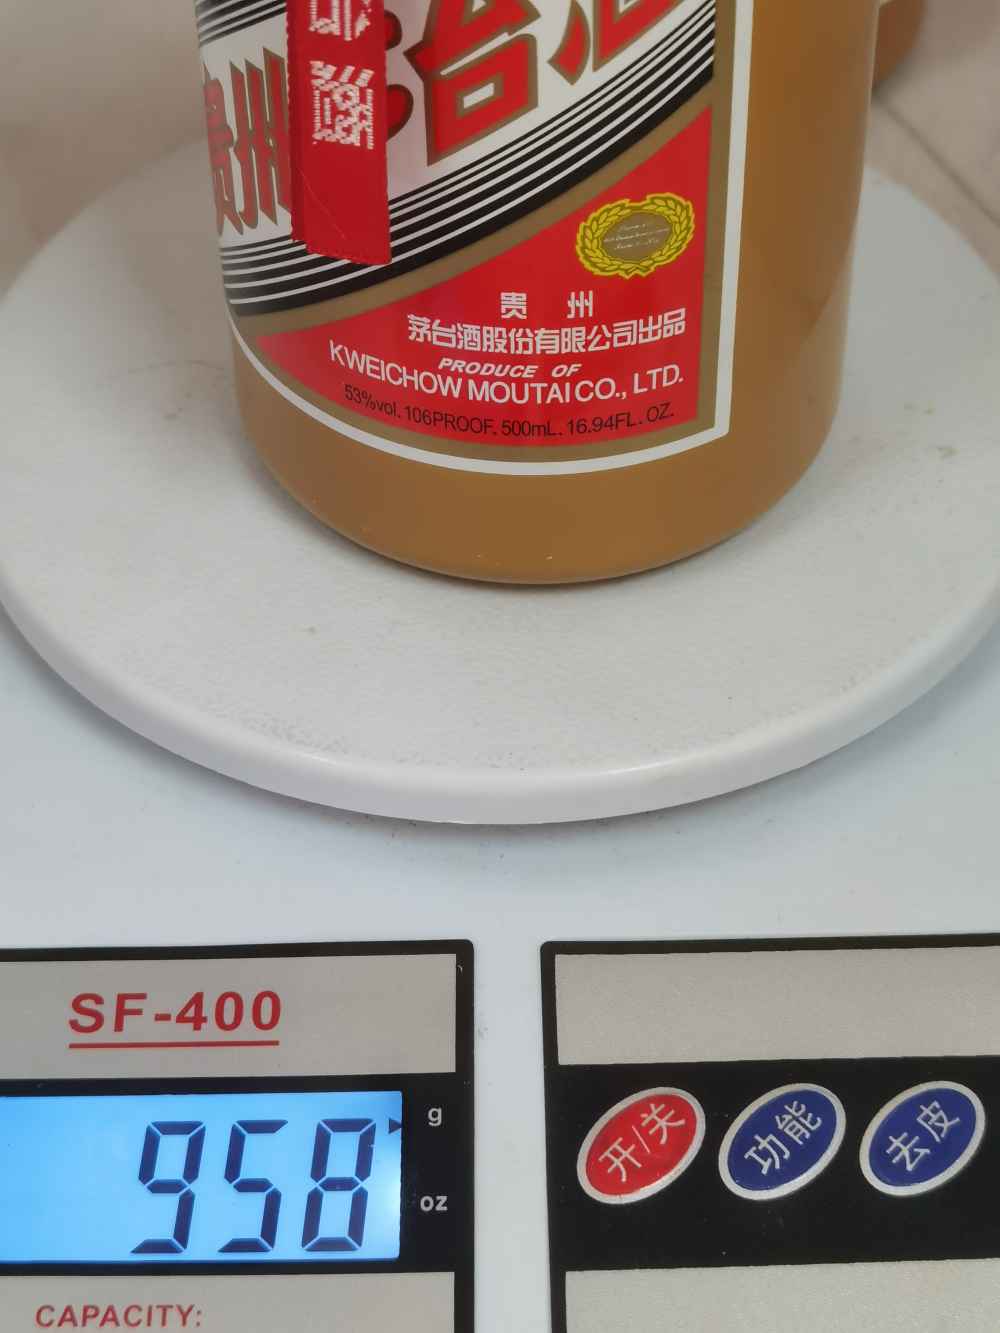 贵州
台酒
贵 州
茅台酒股份有限公司出品
PRODUCE OF
KWEICHOW MOUTAI CO., LTD.
53%vol. 106PROOF. 500mL. 16.94FL. OZ.
SF-400
958
g
oz
开/关
功能
去皮
CAPACITY: